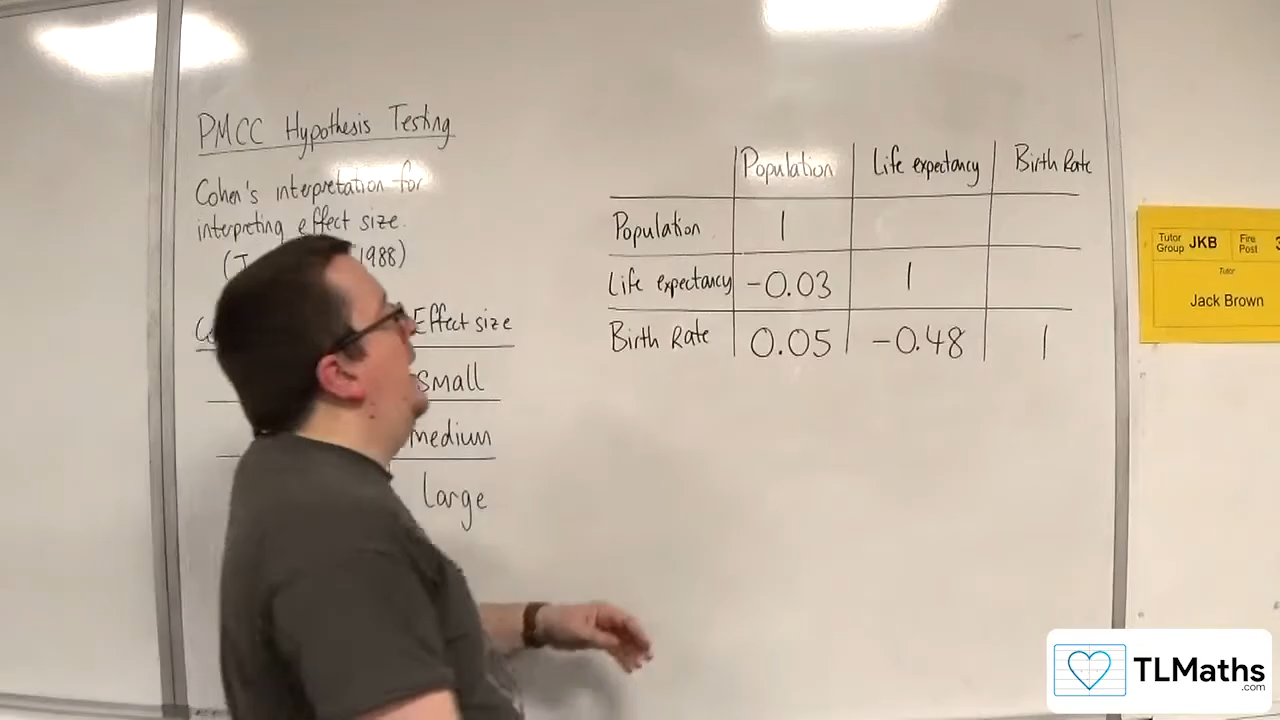 PMCC Hypothesis Testing
Cohen's interpretation for
interpreting effect size.
1988)
Effect size
small
medium
Large
Population Life expectancy Birth Rate
Population 1
Life expectancy -0.03 1
Birth Rate 0.05 -0.48 1
Tutor Group JKB Fire Post 3
Tutor
Jack Brown
TLMaths
.com